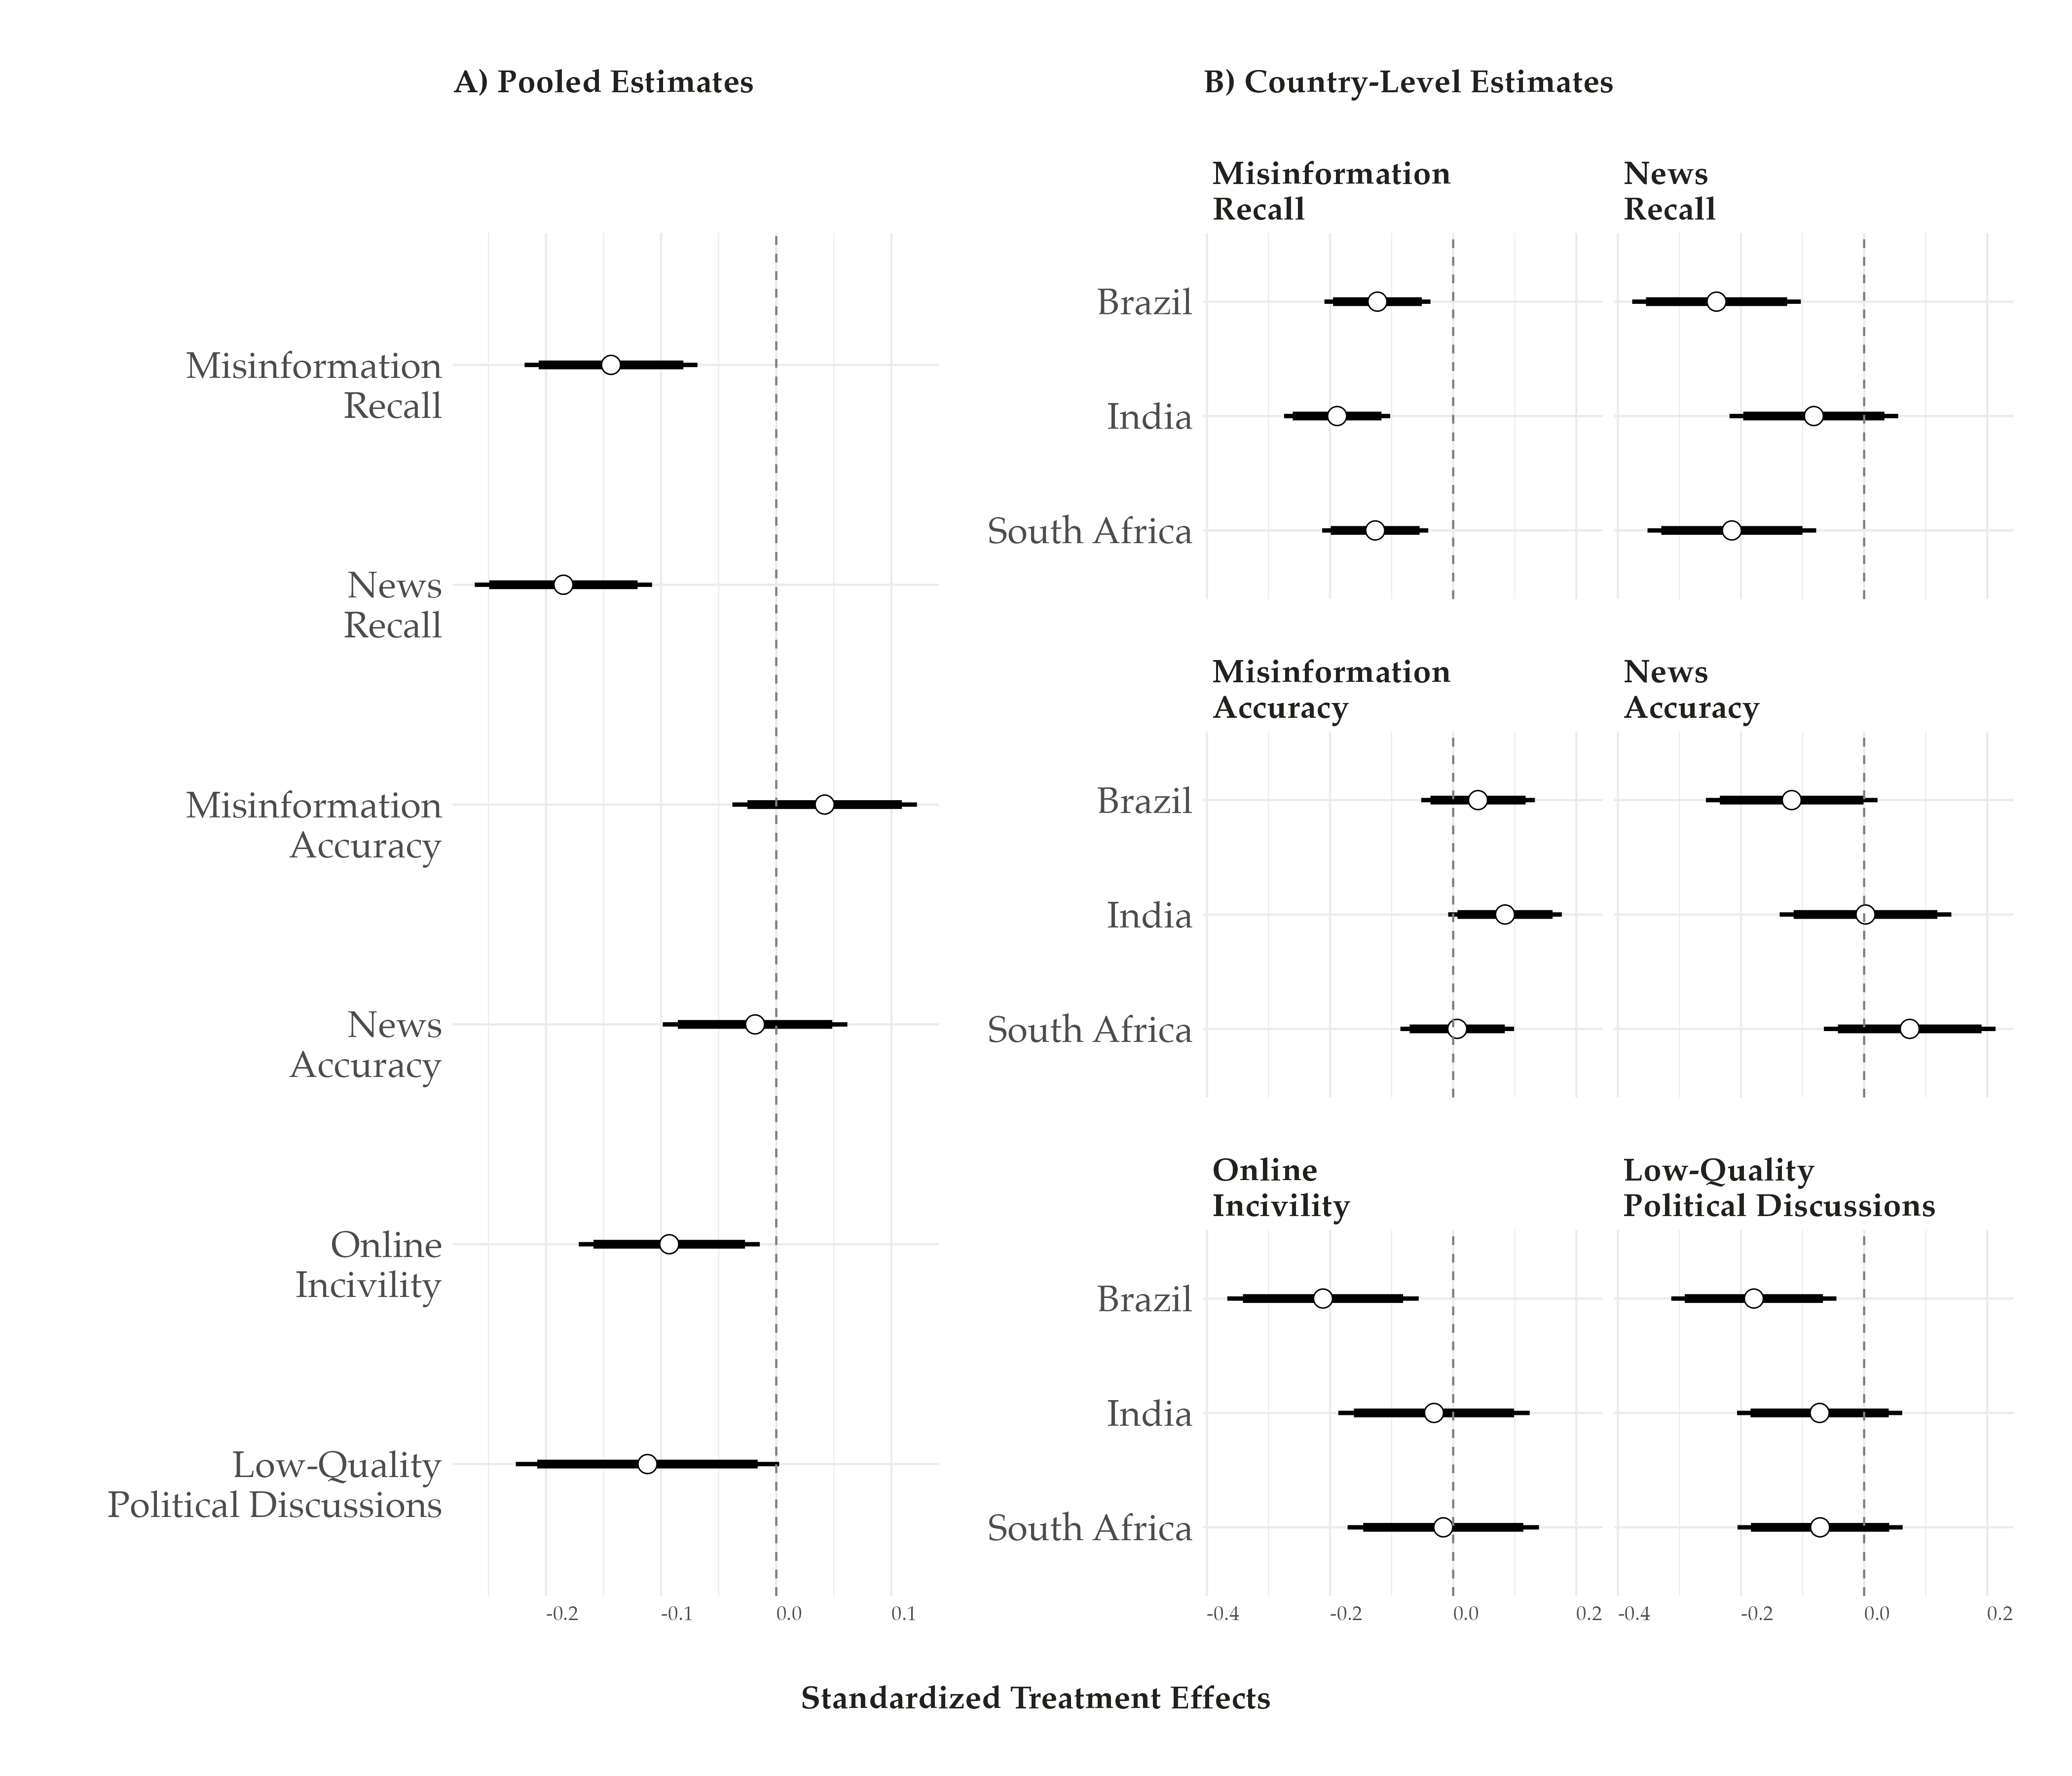 A) Pooled Estimates
Misinformation
Recall
News
Recall
Misinformation
Accuracy
News
Accuracy
Online
Incivility
Low-Quality
Political Discussions
-0.2 -0.1 0.0 0.1
B) Country-Level Estimates
Misinformation
Recall
News
Recall
Brazil
India
South Africa
Misinformation
Accuracy
News
Accuracy
Brazil
India
South Africa
Online
Incivility
Low-Quality
Political Discussions
Brazil
India
South Africa
-0.4 -0.2 0.0 0.2 -0.4 -0.2 0.0 0.2
Standardized Treatment Effects